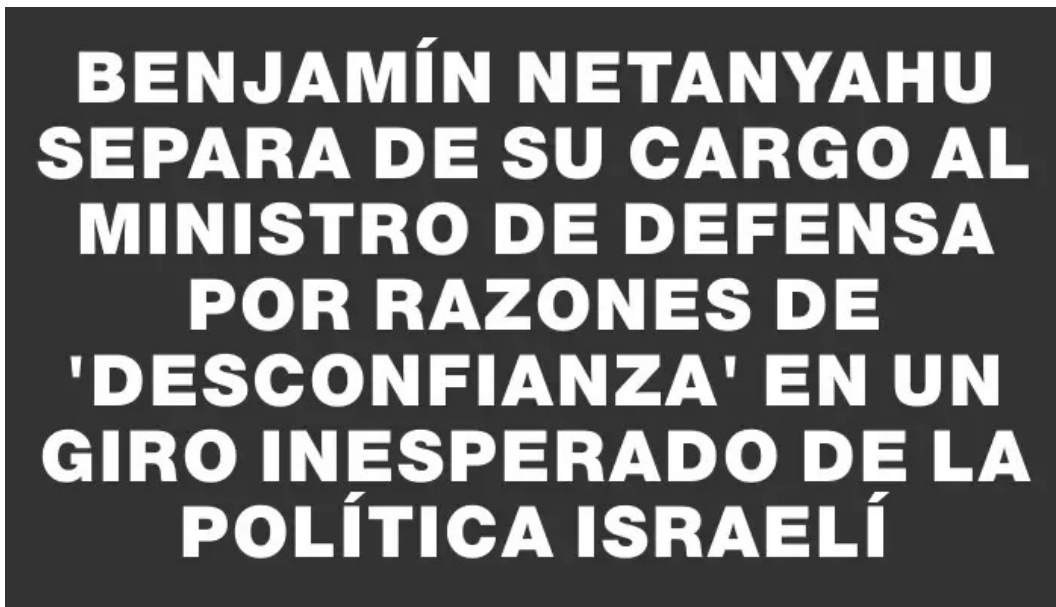 BENJAMÍN NETANYAHU
SEPARA DE SU CARGO AL
MINISTRO DE DEFENSA
POR RAZONES DE
'DESCONFIANZA' EN UN
GIRO INESPERADO DE LA
POLÍTICA ISRAELÍ